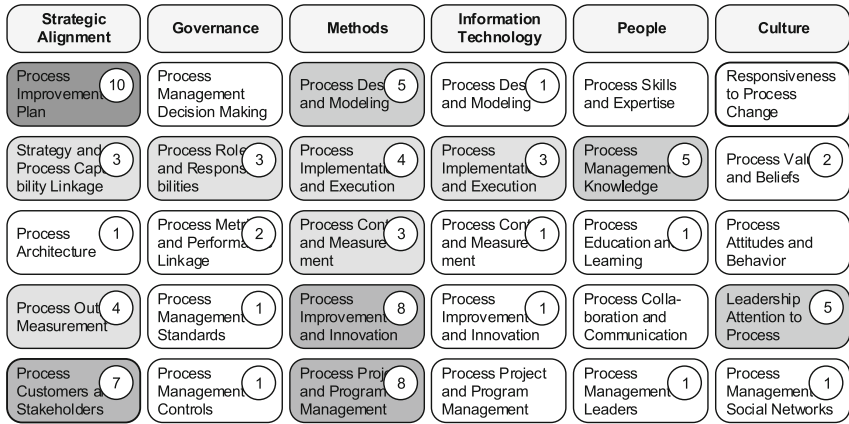 Strategic
Alignment
Governance
Methods
Information
Technology
People
Culture
Process
Improvement
Plan
10
Process
Management
Decision Making
Process Des
and Modeling
5
Process Des
and Modeling
1
Process Skills
and Expertise
Responsiveness
to Process
Change
Strategy and
Process Cap
bility Linkage
3
Process Role
and Respons
bilities
3
Process
Implementati
and Execution
4
Process
Implementati
and Execution
3
Process
Management
Knowledge
5
Process Val
and Beliefs
2
Process
Architecture
1
Process Metr
and Performa
Linkage
2
Process Cont
and Measure
ment
3
Process Cont
and Measure
ment
1
Process
Education an
Learning
1
Process
Attitudes and
Behavior
Process Out
Measurement
4
Process
Management
Standards
1
Process
Improvement
and Innovation
8
Process
Improvement
and Innovation
1
Process Colla-
boration and
Communication
Leadership
Attention to
Process
5
Process
Customers a
Stakeholders
7
Process
Management
Controls
1
Process Proje
and Program
Management
8
Process Project
and Program
Management
Process
Management
Leaders
1
Process
Management
Social Networks
1